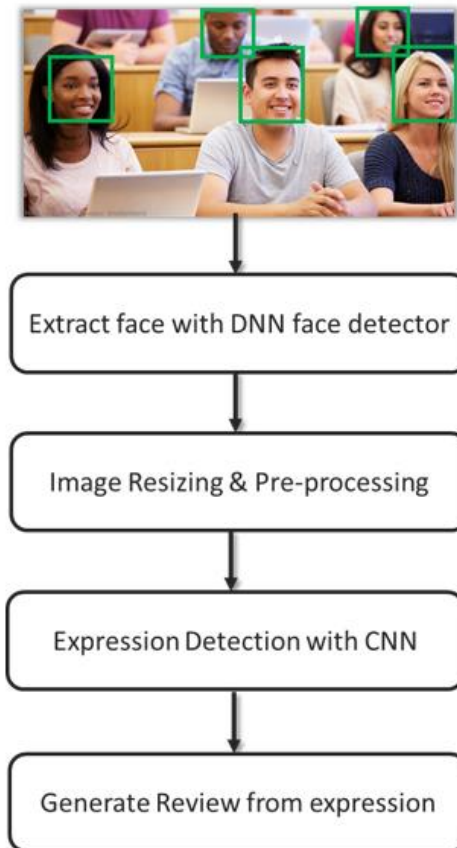 Extract face with DNN face detector
Image Resizing & Pre-processing
Expression Detection with CNN
Generate Review from expression